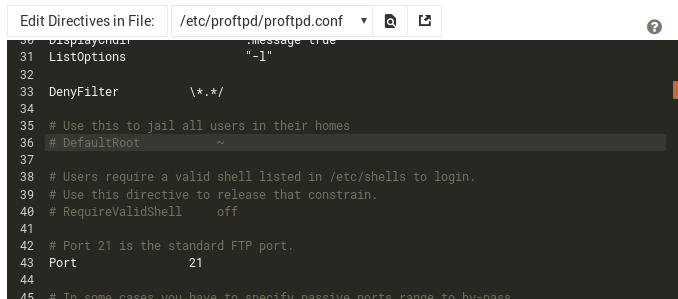 Edit Directives in File: /etc/proftpd/proftpd.conf
30 DisplayChdir .message true
31 ListOptions "-l"
32
33 DenyFilter \*.*/
34
35 # Use this to jail all users in their homes
36 # DefaultRoot ~
37
38 # Users require a valid shell listed in /etc/shells to login.
39 # Use this directive to release that constrain.
40 # RequireValidShell off
41
42 # Port 21 is the standard FTP port.
43 Port 21
44
45 # In some cases you have to specify passive ports range to by-pass